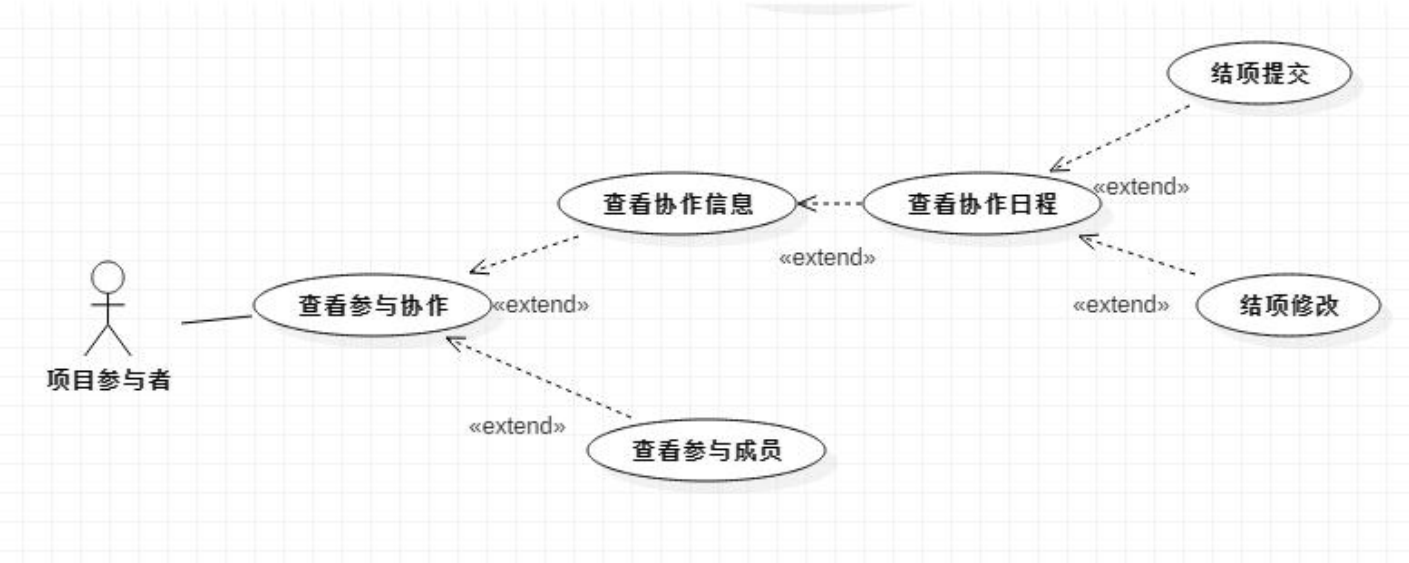 结项提交
«extend»
查看协作信息
查看协作日程
«extend»
查看参与协作
«extend»
«extend»
结项修改
项目参与者
«extend»
查看参与成员